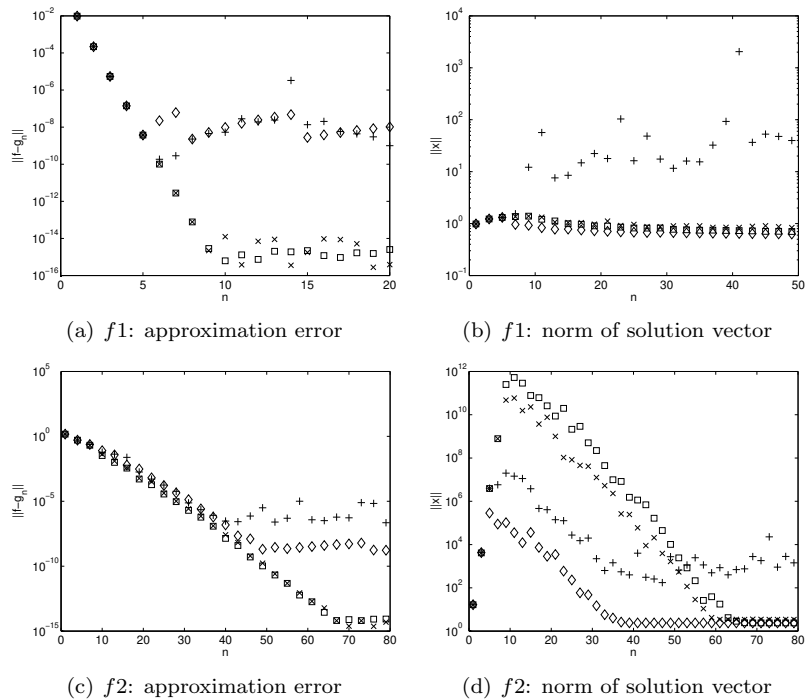 10^-2
10^-4
10^-6
10^-8
10^-10
10^-12
10^-14
10^-16
||f−g_n||
0 5 10 15 20
n
(a) f1: approximation error
10^4
10^3
10^2
10^1
10^0
10^-1
||x||
0 10 20 30 40 50
n
(b) f1: norm of solution vector
10^5
10^0
10^-5
10^-10
10^-15
||f−g_n||
0 10 20 30 40 50 60 70 80
n
(c) f2: approximation error
10^12
10^10
10^8
10^6
10^4
10^2
10^0
||x||
0 10 20 30 40 50 60 70 80
n
(d) f2: norm of solution vector